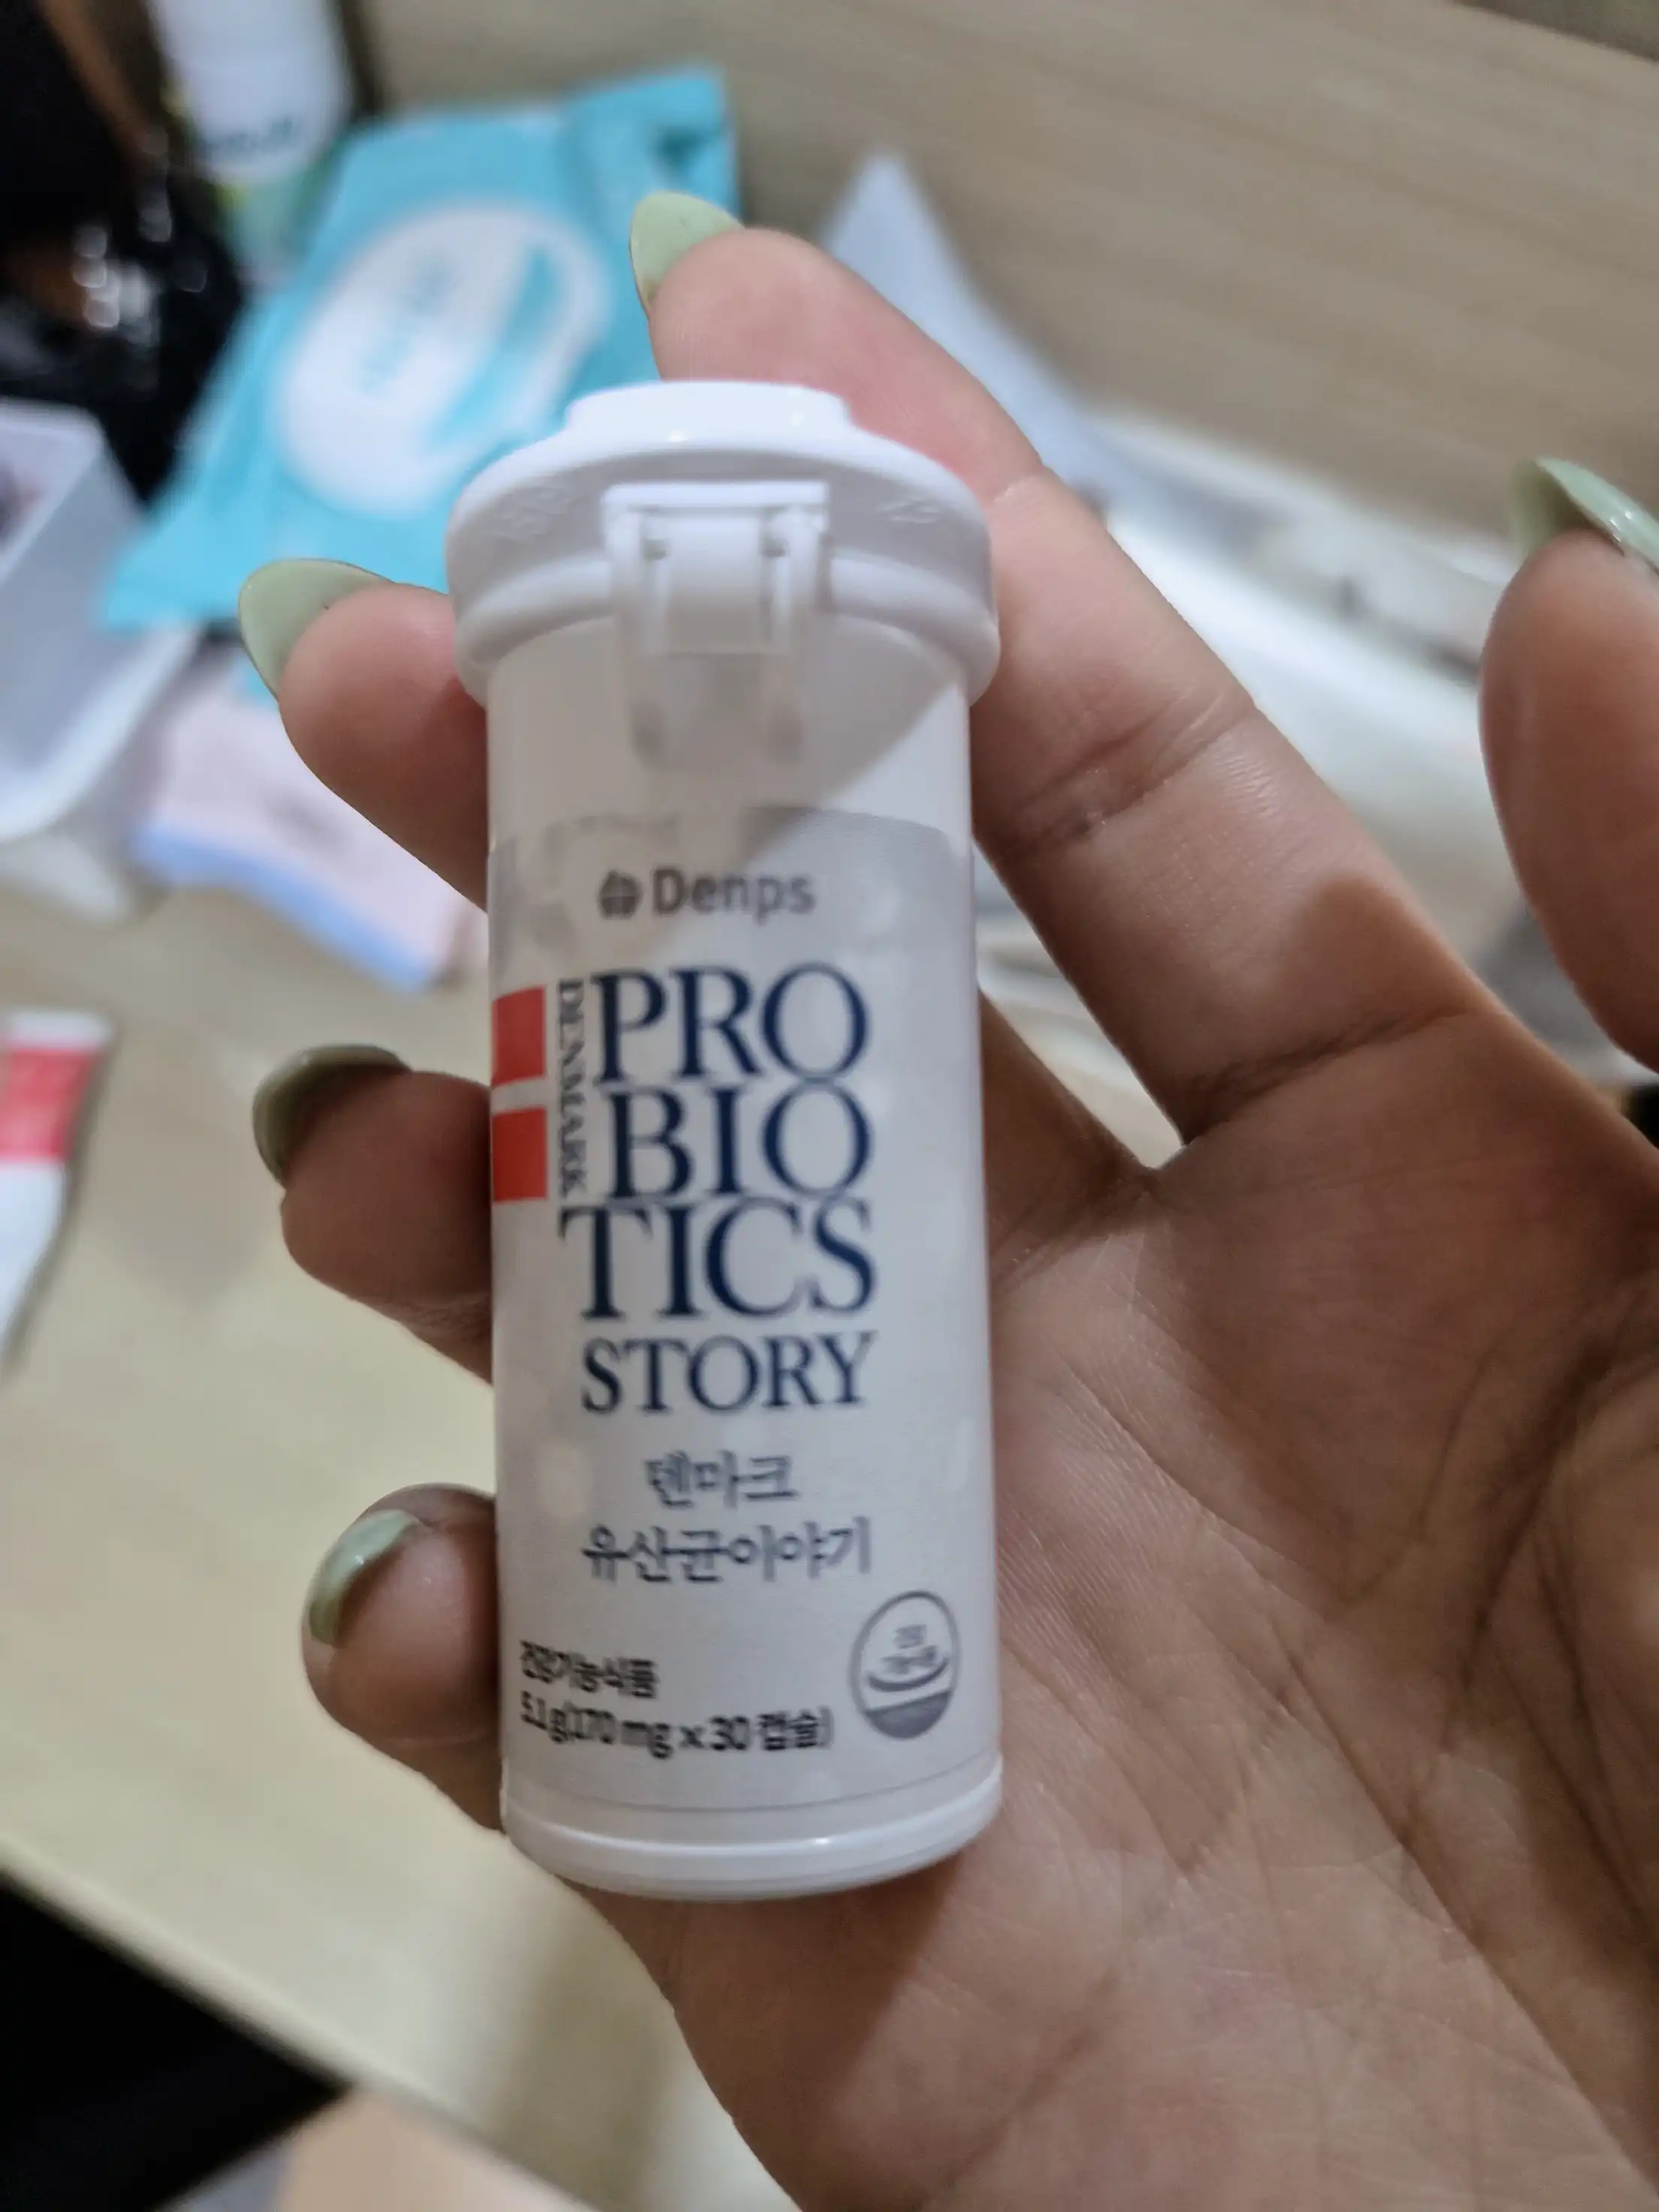 Denps
DENMARK
PRO
BIO
TICS
STORY
덴마크
유산균이야기
건강기능식품
5.1 g(170 mg x 30 캡슐)